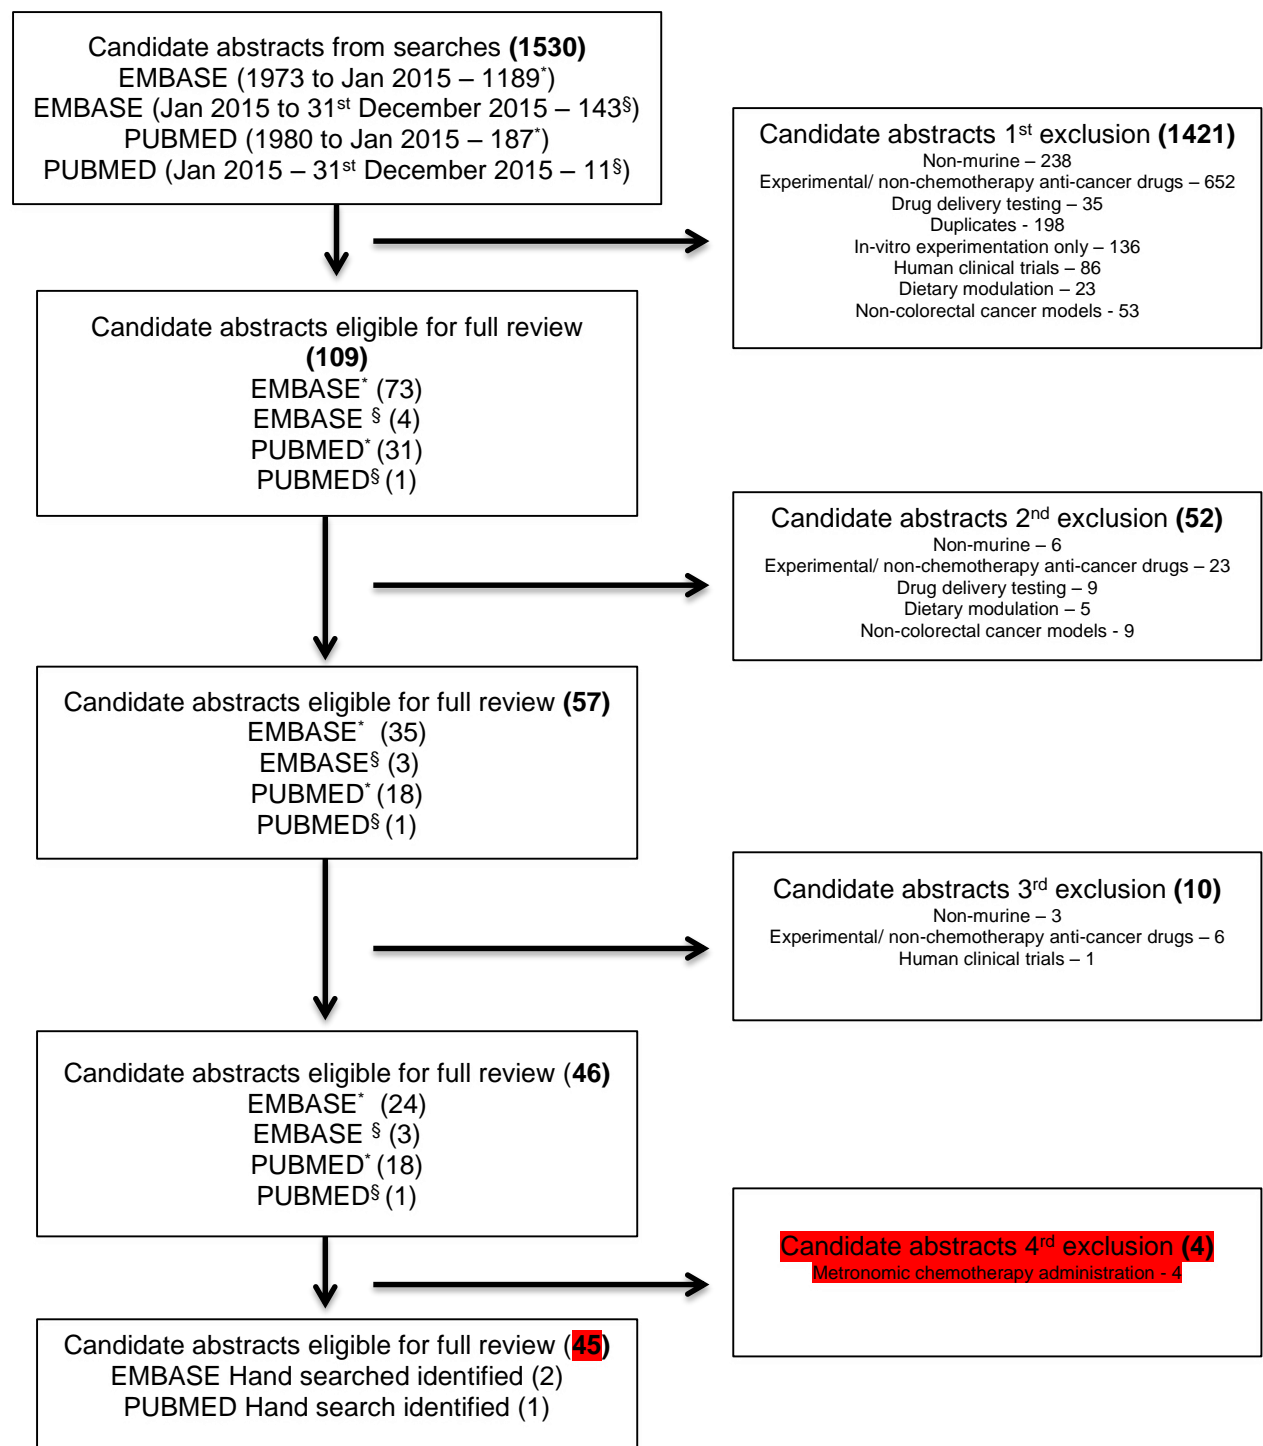 Candidate abstracts from searches (1530)
EMBASE (1973 to Jan 2015 – 1189*)
EMBASE (Jan 2015 to 31st December 2015 – 143§)
PUBMED (1980 to Jan 2015 – 187*)
PUBMED (Jan 2015 – 31st December 2015 – 11§)
Candidate abstracts 1st exclusion (1421)
Non-murine – 238
Experimental/ non-chemotherapy anti-cancer drugs – 652
Drug delivery testing – 35
Duplicates - 198
In-vitro experimentation only – 136
Human clinical trials – 86
Dietary modulation – 23
Non-colorectal cancer models - 53
Candidate abstracts eligible for full review
(109)
EMBASE* (73)
EMBASE § (4)
PUBMED* (31)
PUBMED§ (1)
Candidate abstracts 2nd exclusion (52)
Non-murine – 6
Experimental/ non-chemotherapy anti-cancer drugs – 23
Drug delivery testing – 9
Dietary modulation – 5
Non-colorectal cancer models - 9
Candidate abstracts eligible for full review (57)
EMBASE* (35)
EMBASE§ (3)
PUBMED* (18)
PUBMED§ (1)
Candidate abstracts 3rd exclusion (10)
Non-murine – 3
Experimental/ non-chemotherapy anti-cancer drugs – 6
Human clinical trials – 1
Candidate abstracts eligible for full review (46)
EMBASE* (24)
EMBASE § (3)
PUBMED* (18)
PUBMED§ (1)
Candidate abstracts 4rd exclusion (4)
Metronomic chemotherapy administration - 4
Candidate abstracts eligible for full review (45)
EMBASE Hand searched identified (2)
PUBMED Hand search identified (1)